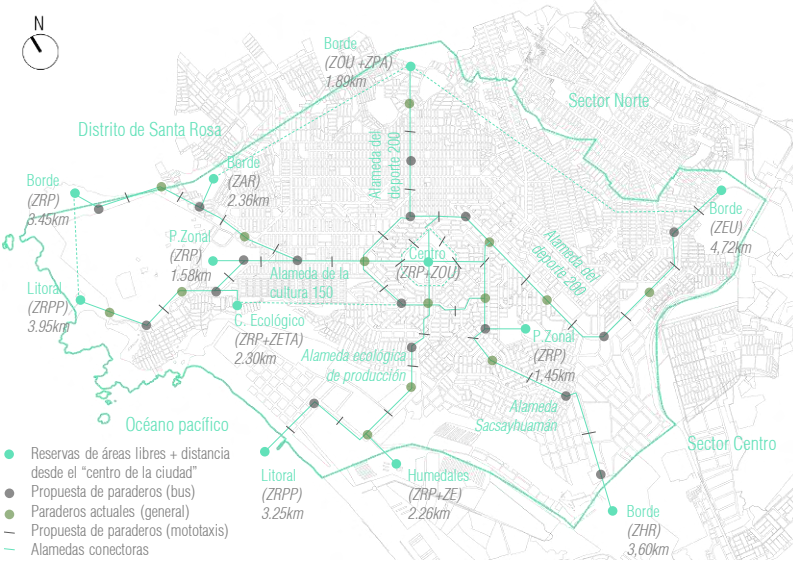 N
Borde
(ZOU +ZPA)
1.89km
Sector Norte
Distrito de Santa Rosa
Alameda del
deporte 200
Borde
(ZAR)
2.36km
Borde
(ZRP)
3.45km
Borde
(ZEU)
4,72km
P.Zonal
(ZRP)
1.58km
Centro
(ZRP+ZOU)
Alameda del
deporte 200
Alameda de la
cultura 150
Litoral
(ZRPP)
3.95km
C. Ecológico
(ZRP+ZETA)
2.30km
P.Zonal
(ZRP)
1.45km
Alameda ecológica
de producción
Alameda
Sacsayhuamán
Océano pacífico
Sector Centro
Litoral
(ZRPP)
3.25km
Humedales
(ZRP+ZE)
2.26km
Borde
(ZHR)
3,60km
Reservas de áreas libres + distancia
desde el “centro de la ciudad”
Propuesta de paraderos (bus)
Paraderos actuales (general)
Propuesta de paraderos (mototaxis)
Alamedas conectoras